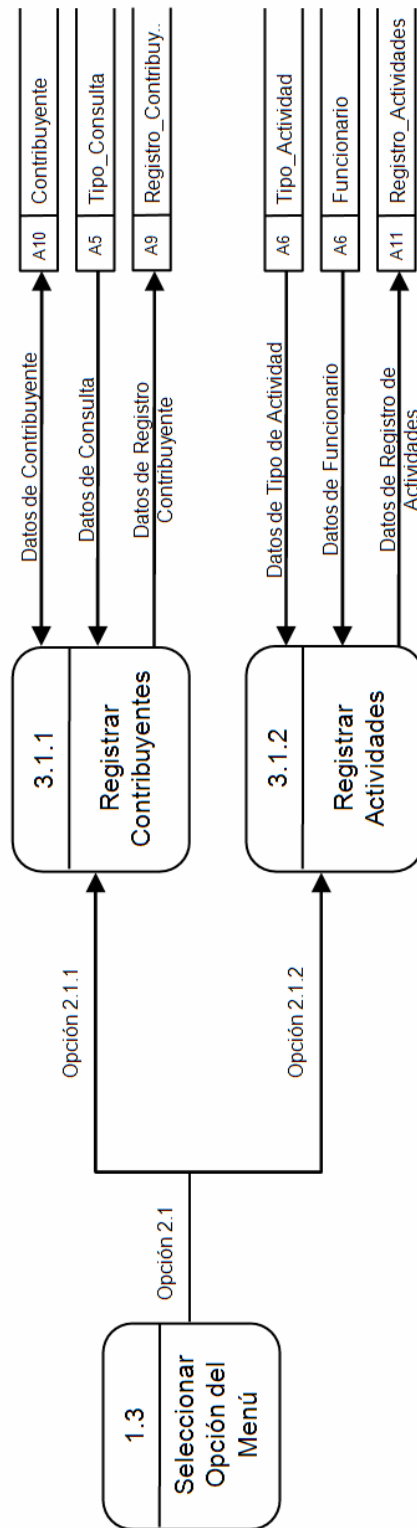 1.3
Seleccionar
Opción del
Menú
Opción 2.1
Opción 2.1.1
Opción 2.1.2
3.1.1
Registrar
Contribuyentes
Datos de Contribuyente
A10 Contribuyente
Datos de Consulta
A5 Tipo_Consulta
Datos de Registro
Contribuyente
A9 Registro_Contribuy..
3.1.2
Registrar
Actividades
Datos de Tipo de Actividad
A6 Tipo_Actividad
Datos de Funcionario
A6 Funcionario
Datos de Registro de
Actividades
A11 Registro_Actividades